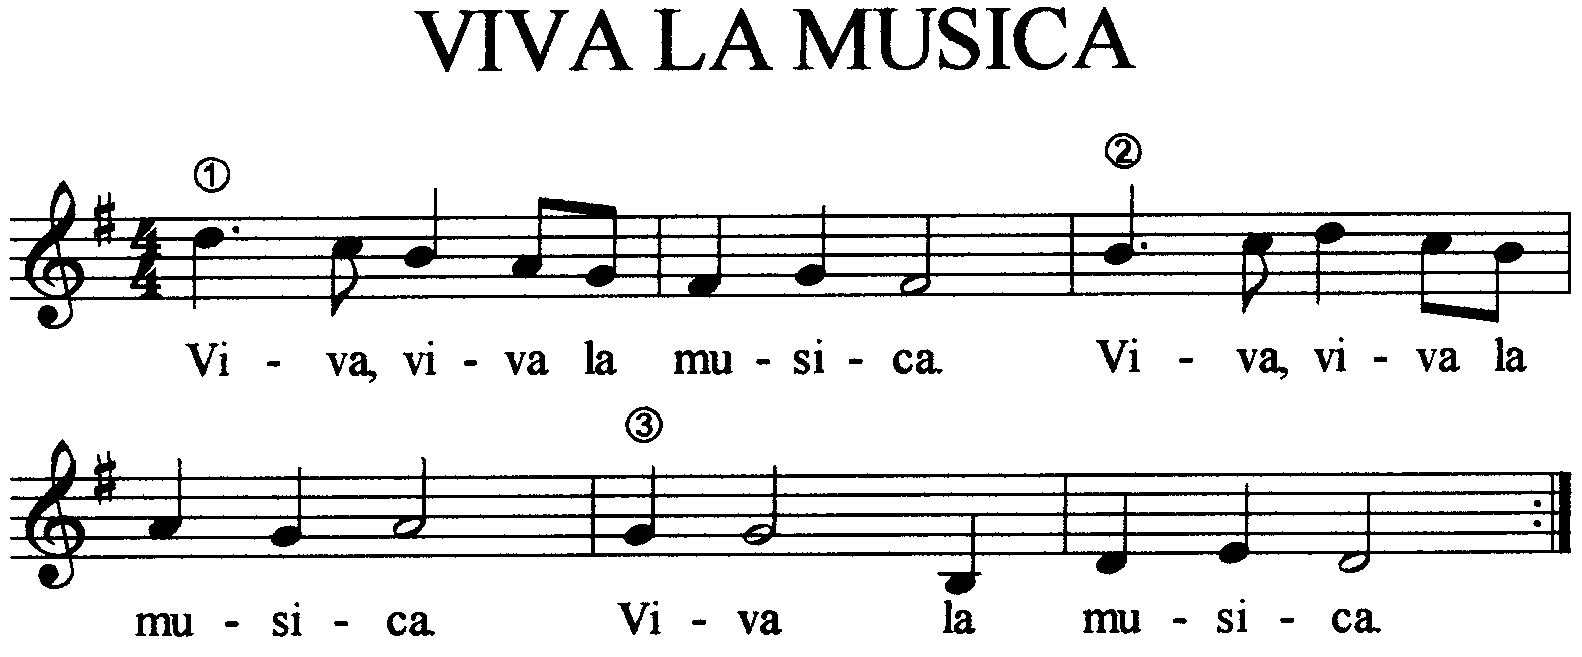 VIVA LA MUSICA
①
②
4
4
Vi - va, vi - va la mu - si - ca. Vi - va, vi - va la
③
mu - si - ca. Vi - va la mu - si - ca.